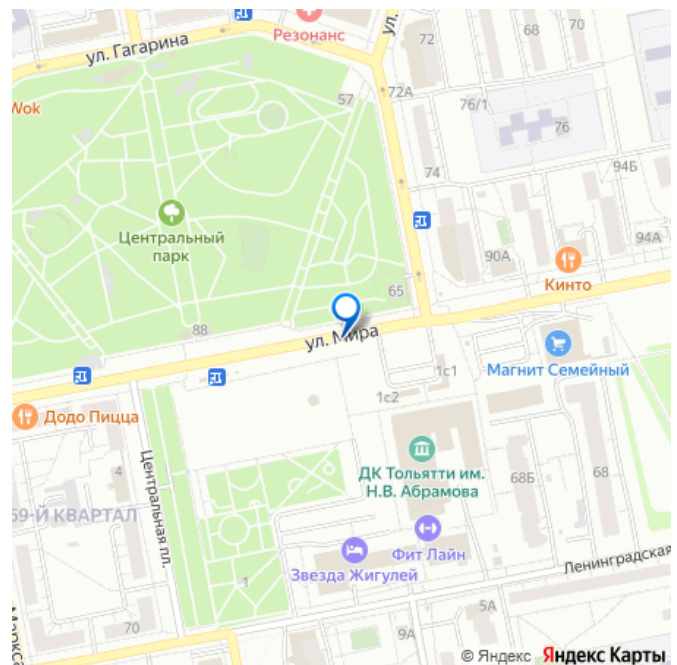 ул. Гагарина
Резонанс
ул.
72
68
70
Wok
57
72А
76/1
76
94Б
74
Центральный
парк
90А
94А
Кинто
65
88
ул. Мира
Магнит Семейный
1с1
1с2
Додо Пицца
4
ДК Тольятти им.
Н.В. Абрамова
68Б
68
59-Й КВАРТАЛ
Центральная пл.
Фит Лайн
Звезда Жигулей
Ленинградская
1
5А
70
9А
© Яндекс Яндекс Карты